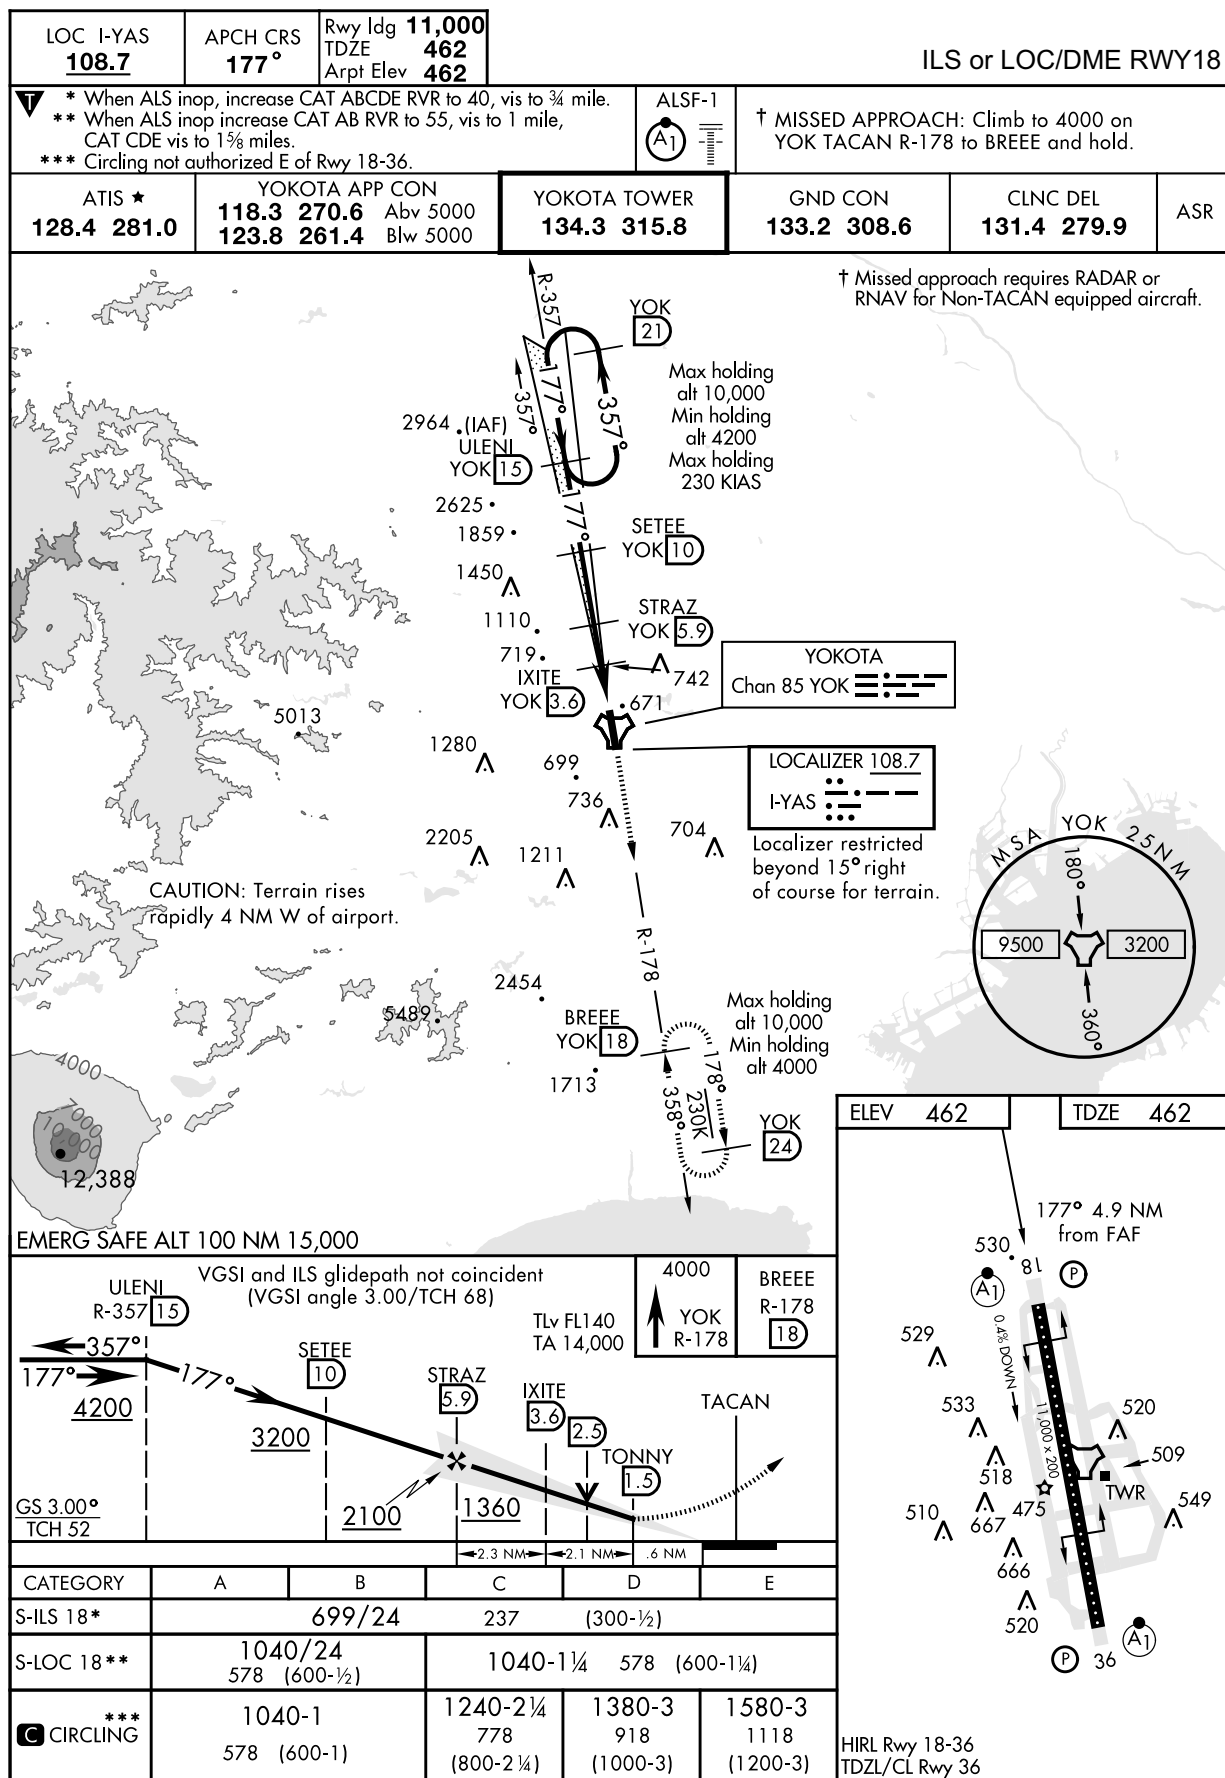 LOC I-YAS
108.7
APCH CRS
177°
Rwy ldg 11,000
TDZE 462
Arpt Elev 462
ILS or LOC/DME RWY18
T
* When ALS inop, increase CAT ABCDE RVR to 40, vis to ¾ mile.
** When ALS inop increase CAT AB RVR to 55, vis to 1 mile,
CAT CDE vis to 1⅝ miles.
*** Circling not authorized E of Rwy 18-36.
ALSF-1
A1
† MISSED APPROACH: Climb to 4000 on
YOK TACAN R-178 to BREEE and hold.
ATIS ★
128.4 281.0
YOKOTA APP CON
118.3 270.6 Abv 5000
123.8 261.4 Blw 5000
YOKOTA TOWER
134.3 315.8
GND CON
133.2 308.6
CLNC DEL
131.4 279.9
ASR
† Missed approach requires RADAR or
RNAV for Non-TACAN equipped aircraft.
R-357
YOK
21
177°
357°
357°
Max holding
alt 10,000
Min holding
alt 4200
Max holding
230 KIAS
2964
(IAF)
ULENI
YOK 15
177°
2625
1859
SETEE
YOK 10
1450
STRAZ
YOK 5.9
1110
719
742
IXITE
YOK 3.6
671
YOKOTA
Chan 85 YOK
5013
1280
699
736
LOCALIZER 108.7
I-YAS
Localizer restricted
beyond 15° right
of course for terrain.
704
2205
1211
CAUTION: Terrain rises
rapidly 4 NM W of airport.
MSA YOK 25NM
180°
9500
3200
360°
R-178
2454
5489
BREEE
YOK 18
1713
Max holding
alt 10,000
Min holding
alt 4000
178°
230K
358°
YOK
24
4000
7000
10000
12,388
EMERG SAFE ALT 100 NM 15,000
ELEV 462
TDZE 462
177° 4.9 NM
from FAF
530
18
P
A1
0.4% DOWN
11,000 x 200
529
533
518
520
509
TWR
475
510
667
666
549
520
P
36
A1
HIRL Rwy 18-36
TDZL/CL Rwy 36
VGSI and ILS glidepath not coincident
(VGSI angle 3.00/TCH 68)
ULENI
R-357 15
357°
177°
4200
177°
SETEE
10
3200
STRAZ
5.9
2100
IXITE
3.6
1360
2.5
TONNY
1.5
TACAN
TLv FL140
TA 14,000
4000
YOK
R-178
BREEE
R-178
18
GS 3.00°
TCH 52
2.3 NM
2.1 NM
.6 NM
CATEGORY A B C D E
S-ILS 18* 699/24 237 (300-½)
S-LOC 18**
1040/24
578 (600-½)
1040-1¼ 578 (600-1¼)
C CIRCLING ***
1040-1
578 (600-1)
1240-2¼
778
(800-2¼)
1380-3
918
(1000-3)
1580-3
1118
(1200-3)